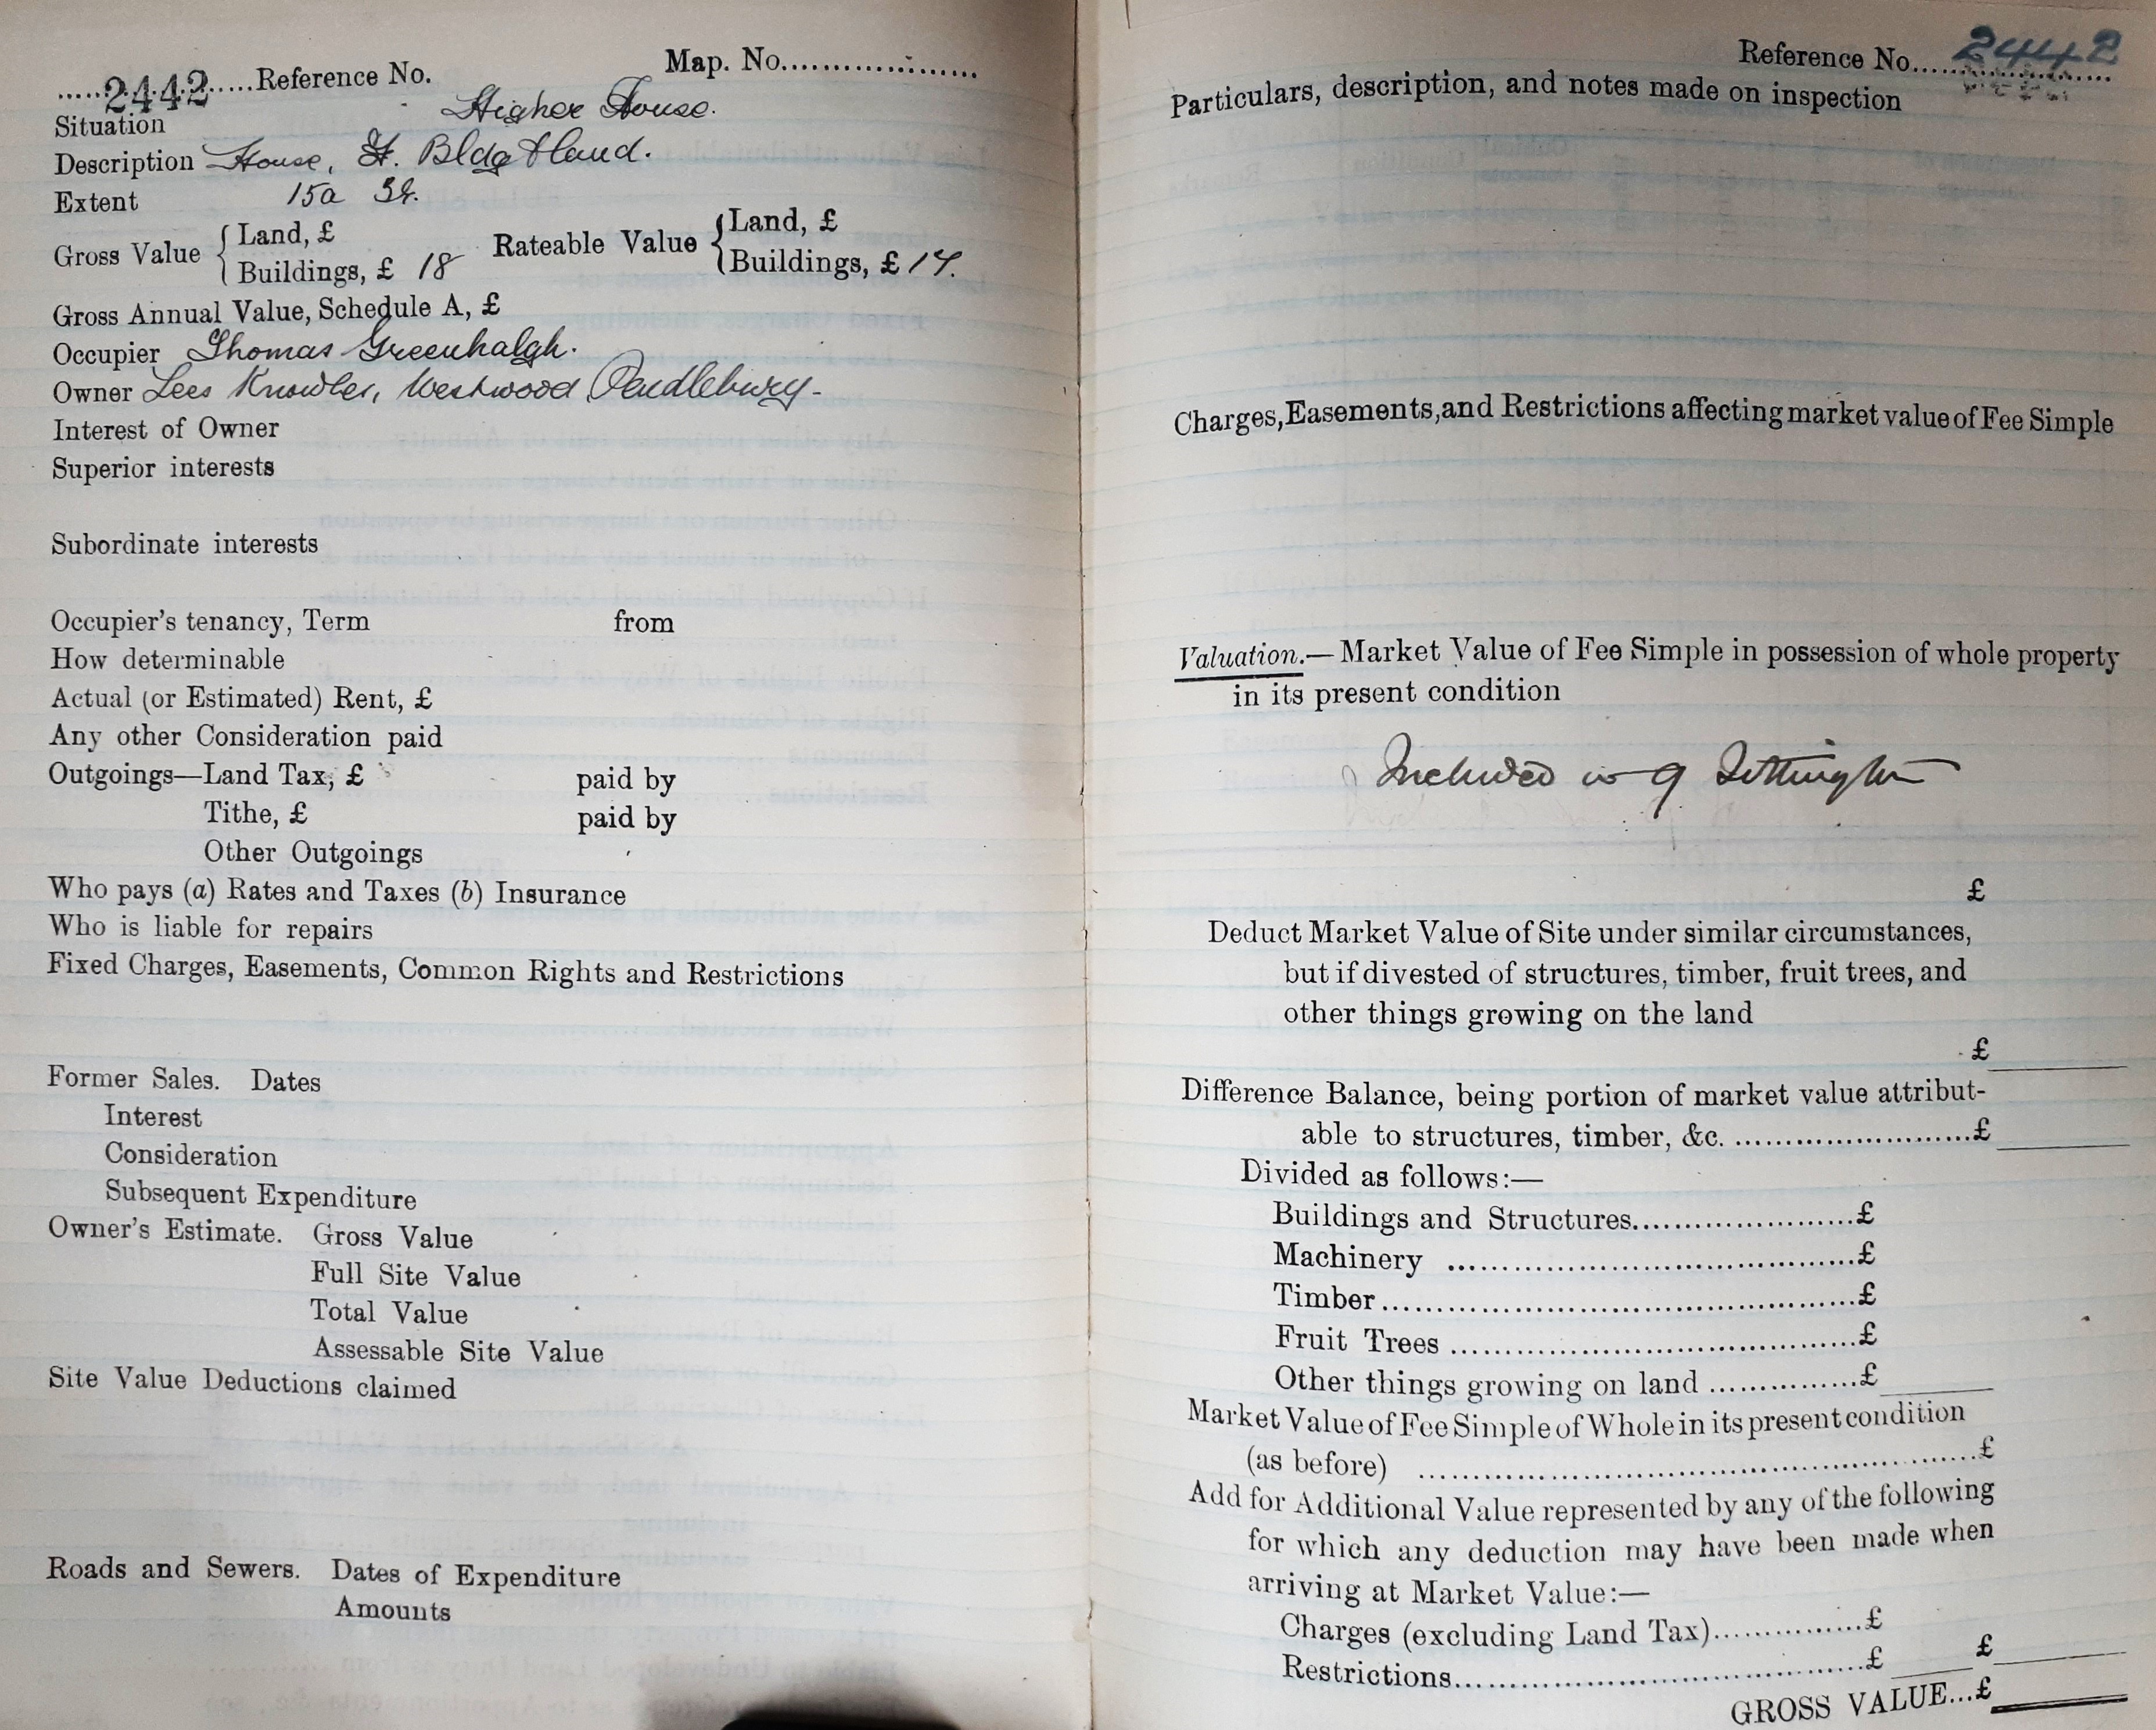 2442 Reference No. Map. No.
Situation Higher House.
Description House, Bldg & land.
Extent 15a 3r.
Gross Value { Land, £
Buildings, £ 18 Rateable Value { Land, £
Buildings, £ 14.
Gross Annual Value, Schedule A, £
Occupier Thomas Greenhalgh.
Owner Lees Knowles, Westwood Pendlebury -
Interest of Owner
Superior interests
Subordinate interests
Occupier's tenancy, Term from
How determinable
Actual (or Estimated) Rent, £
Any other Consideration paid
Outgoings—Land Tax, £ paid by
Tithe, £ paid by
Other Outgoings
Who pays (a) Rates and Taxes (b) Insurance
Who is liable for repairs
Fixed Charges, Easements, Common Rights and Restrictions
Former Sales. Dates
Interest
Consideration
Subsequent Expenditure
Owner's Estimate. Gross Value
Full Site Value
Total Value
Assessable Site Value
Site Value Deductions claimed
Roads and Sewers. Dates of Expenditure
Amounts
Reference No. 2442
Particulars, description, and notes made on inspection
Charges, Easements, and Restrictions affecting market value of Fee Simple
Valuation.—Market Value of Fee Simple in possession of whole property
in its present condition
Included in 9
£
Deduct Market Value of Site under similar circumstances,
but if divested of structures, timber, fruit trees, and
other things growing on the land
£
Difference Balance, being portion of market value attribut-
able to structures, timber, &c. £
Divided as follows:—
Buildings and Structures £
Machinery £
Timber £
Fruit Trees £
Other things growing on land £
Market Value of Fee Simple of Whole in its present condition
(as before) £
Add for Additional Value represented by any of the following
for which any deduction may have been made when
arriving at Market Value:—
Charges (excluding Land Tax) £
Restrictions £ £
GROSS VALUE...£